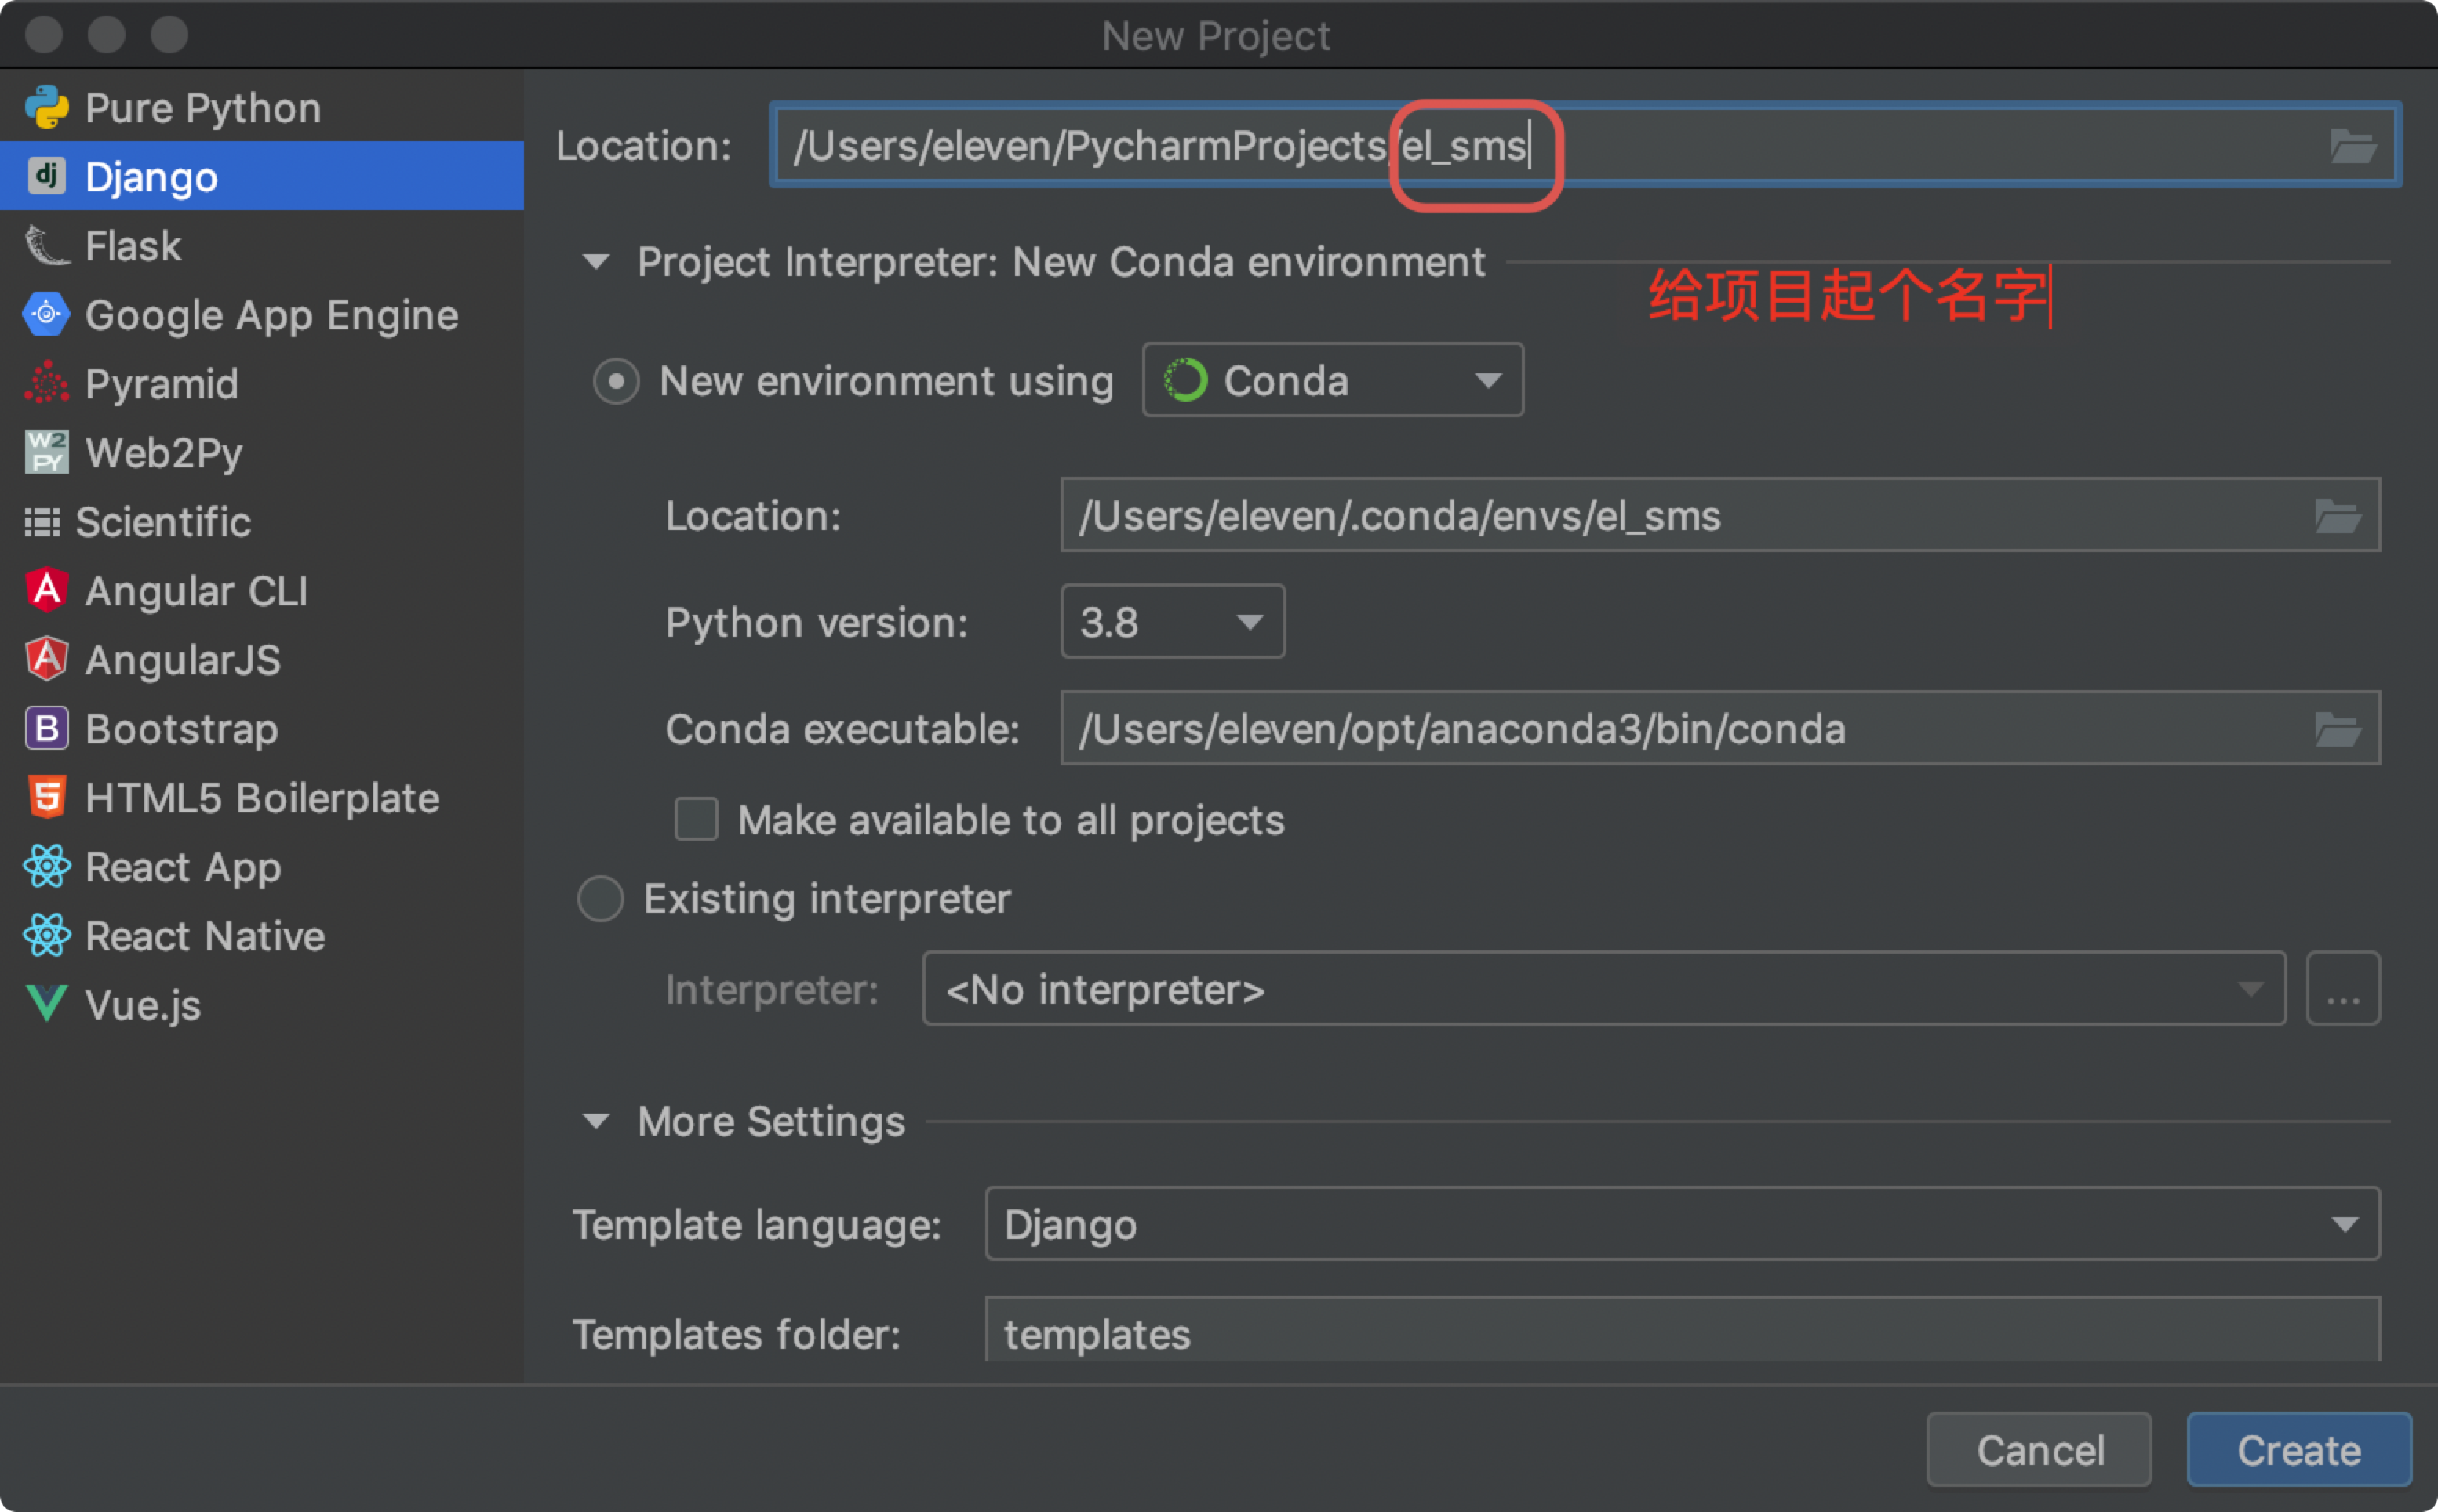 New Project
Pure Python
dj Django
Flask
Google App Engine
Pyramid
W2 PY Web2Py
Scientific
A Angular CLI
A AngularJS
B Bootstrap
5 HTML5 Boilerplate
React App
React Native
Vue.js
Location: /Users/eleven/PycharmProjects/el_sms
Project Interpreter: New Conda environment
给项目起个名字
New environment using Conda
Location: /Users/eleven/.conda/envs/el_sms
Python version: 3.8
Conda executable: /Users/eleven/opt/anaconda3/bin/conda
Make available to all projects
Existing interpreter
Interpreter: <No interpreter> ...
More Settings
Template language: Django
Templates folder: templates
Cancel Create